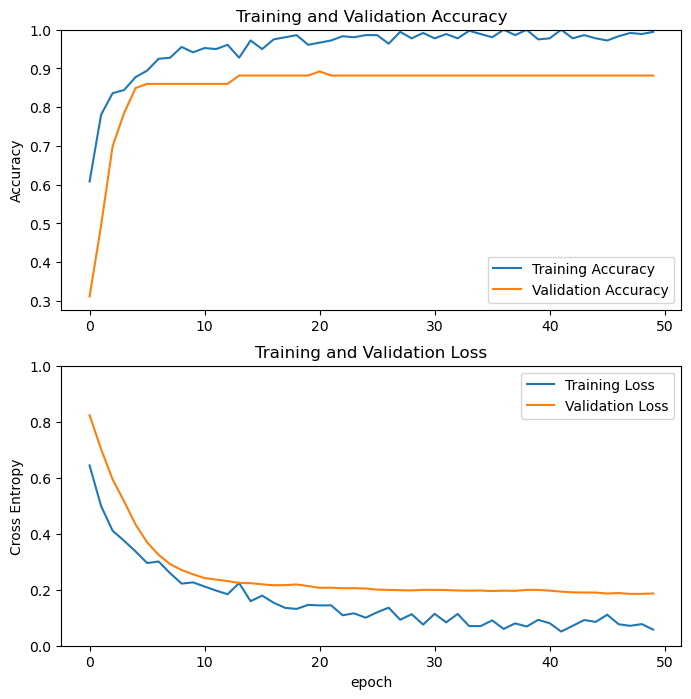 Training and Validation Accuracy
1.0
0.9
0.8
0.7
0.6
0.5
0.4
0.3
Accuracy
Training Accuracy
Validation Accuracy
0 10 20 30 40 50
Training and Validation Loss
1.0
0.8
0.6
0.4
0.2
0.0
Cross Entropy
Training Loss
Validation Loss
0 10 20 30 40 50
epoch